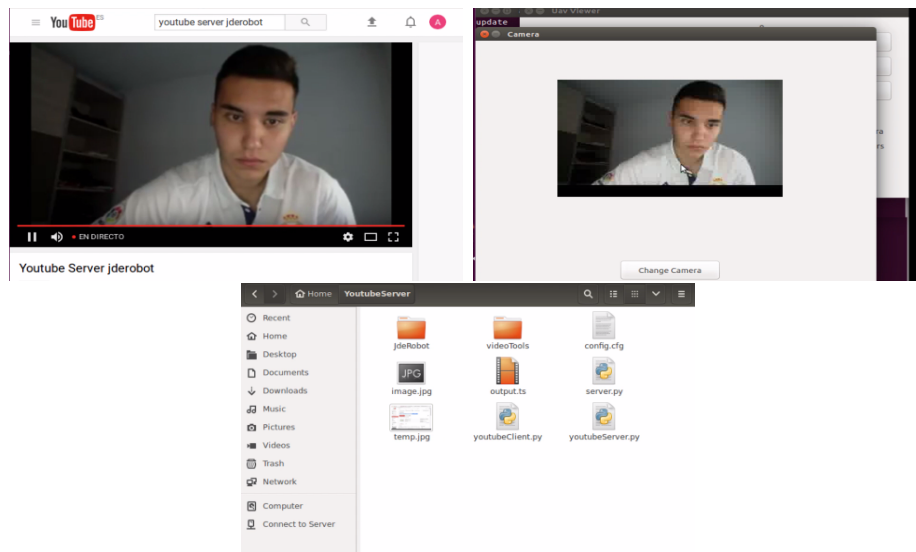 YouTube ES
youtube server jderobot
A
EN DIRECTO
Youtube Server jderobot
Uav Viewer
update
Camera
ra
rs
Change Camera
Home YoutubeServer
Recent
Home
Desktop
Documents
Downloads
Music
Pictures
Videos
Trash
Network
Computer
Connect to Server
JdeRobot videoTools config.cfg
JPG
image.jpg output.ts server.py
temp.jpg youtubeClient.py youtubeServer.py